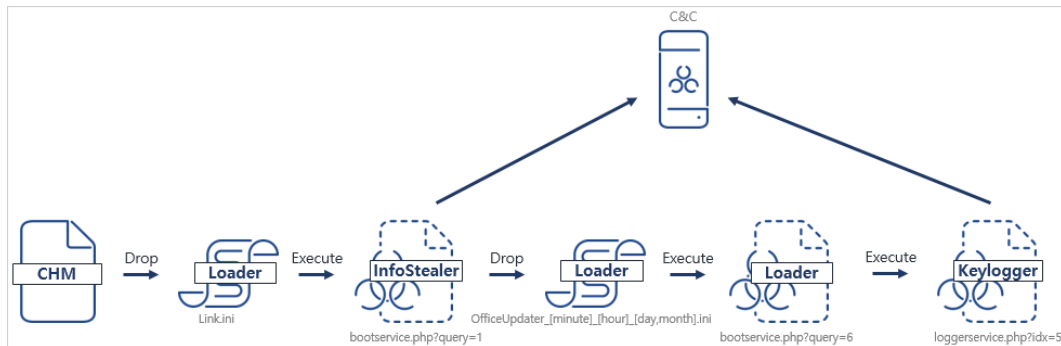 C&C
CHM
Drop
Loader
Link.ini
Execute
InfoStealer
bootservice.php?query=1
Drop
Loader
OfficeUpdater_[minute]_[hour]_[day,month].ini
Execute
Loader
bootservice.php?query=6
Execute
Keylogger
loggerservice.php?idx=5